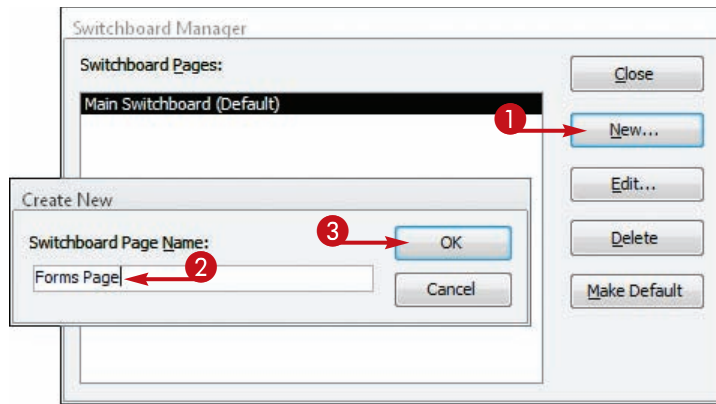 Switchboard Manager
Switchboard Pages:
Main Switchboard (Default)
Close
1
New...
Edit...
Delete
Make Default
Create New
Switchboard Page Name:
Forms Page
2
3
OK
Cancel